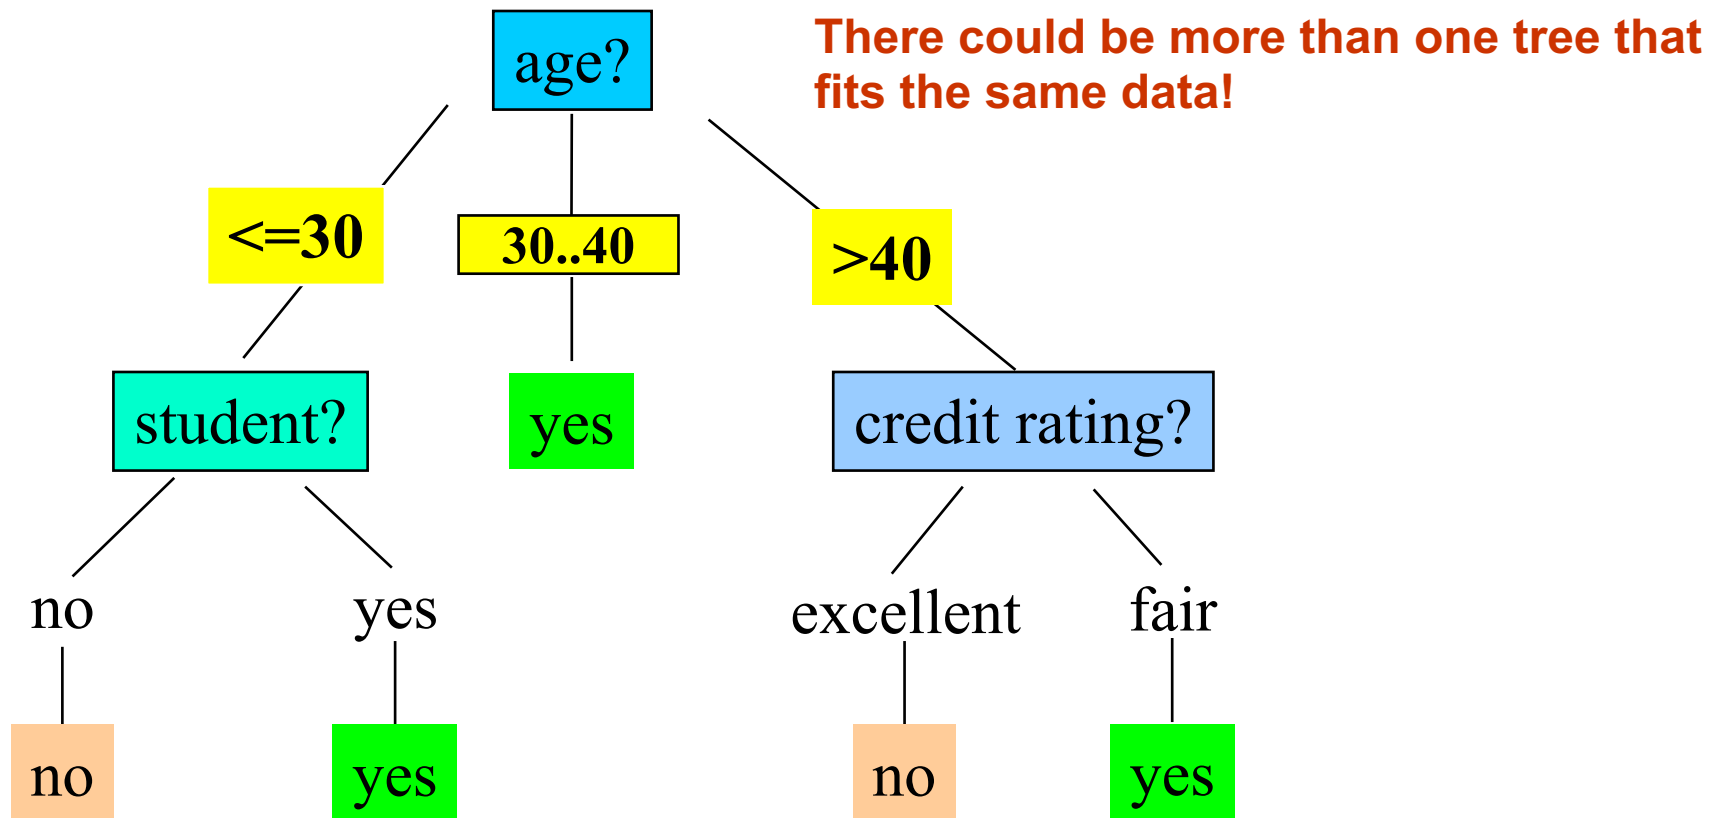 age?
There could be more than one tree that
fits the same data!
<=30
30..40
>40
student?
yes
credit rating?
no
yes
excellent
fair
no
yes
no
yes